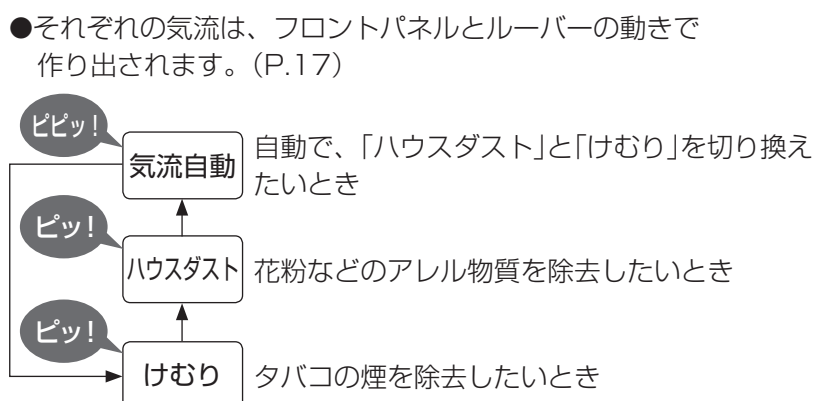 ●それぞれの気流は、フロントパネルとルーバーの動きで
作り出されます。(P.17)
ピピッ!
気流自動
自動で、「ハウスダスト」と「けむり」を切り換え
たいとき
ピッ!
ハウスダスト
花粉などのアレル物質を除去したいとき
ピッ!
けむり
タバコの煙を除去したいとき